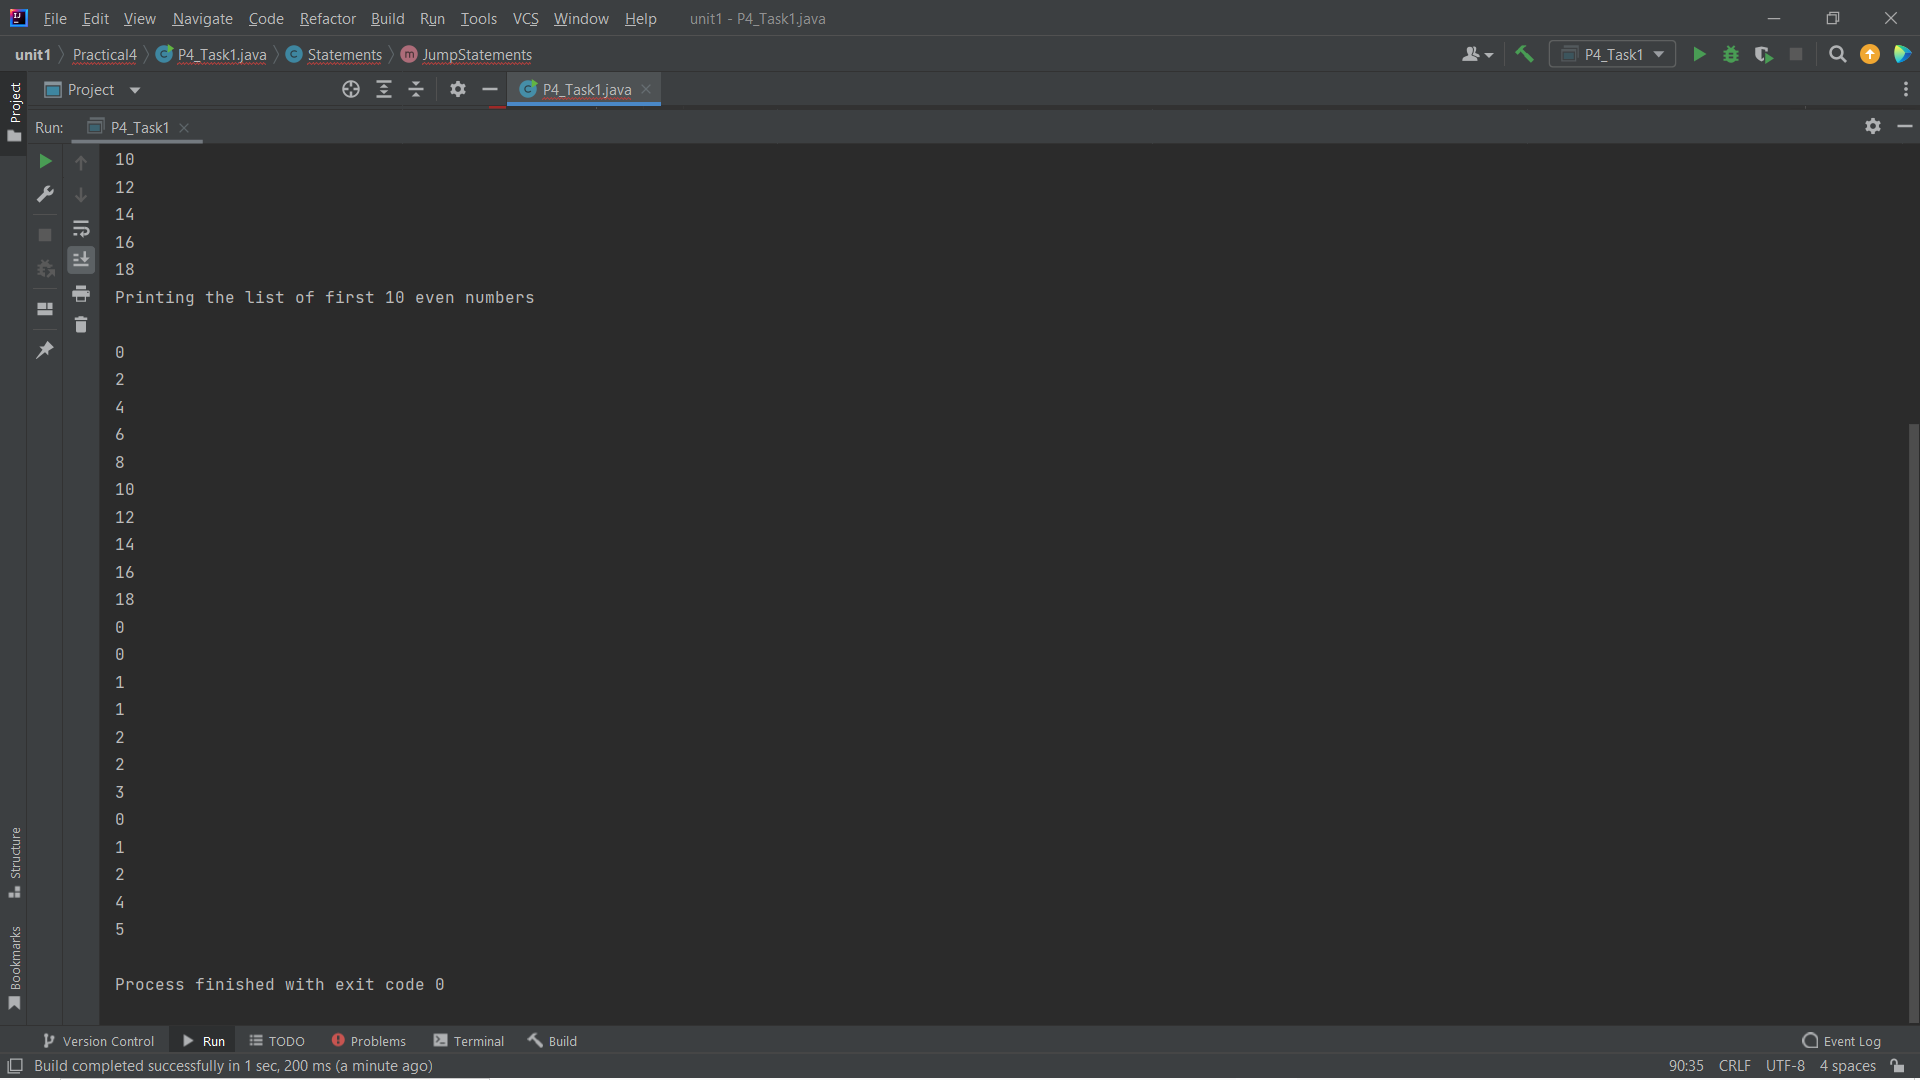 File Edit View Navigate Code Refactor Build Run Tools VCS Window Help unit1 - P4_Task1.java
unit1 Practical4 P4_Task1.java Statements JumpStatements P4_Task1
Project P4_Task1.java
Project
Run: P4_Task1
10
12
14
16
18
Printing the list of first 10 even numbers
0
2
4
6
8
10
12
14
16
18
0
0
1
1
2
2
3
0
1
2
4
5
Process finished with exit code 0
Structure
Bookmarks
Version Control Run TODO Problems Terminal Build Event Log
Build completed successfully in 1 sec, 200 ms (a minute ago) 90:35 CRLF UTF-8 4 spaces